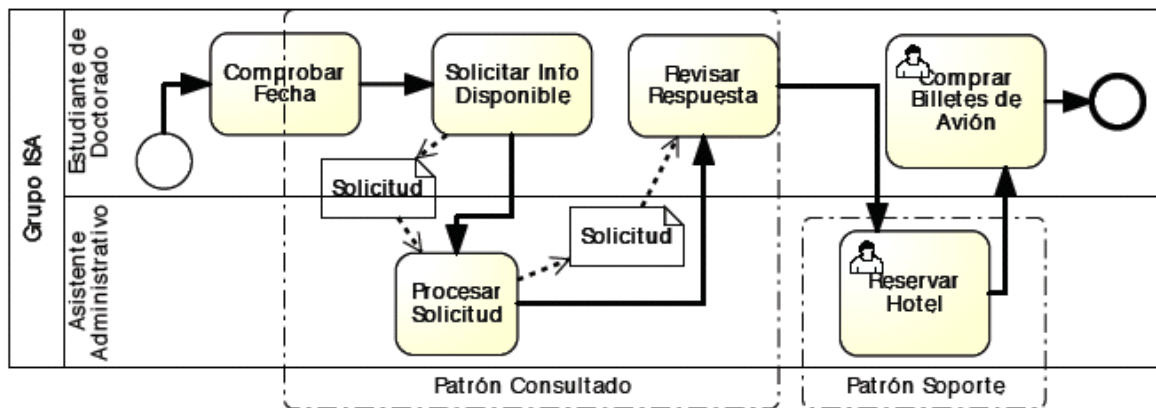 Grupo ISA
Estudiante de
Doctorado
Comprobar
Fecha
Solicitar Info
Disponible
Revisar
Respuesta
Comprar
Billetes de
Avión
Solicitud
Asistente
Administrativo
Solicitud
Procesar
Solicitud
Reservar
Hotel
Patrón Consultado
Patrón Soporte